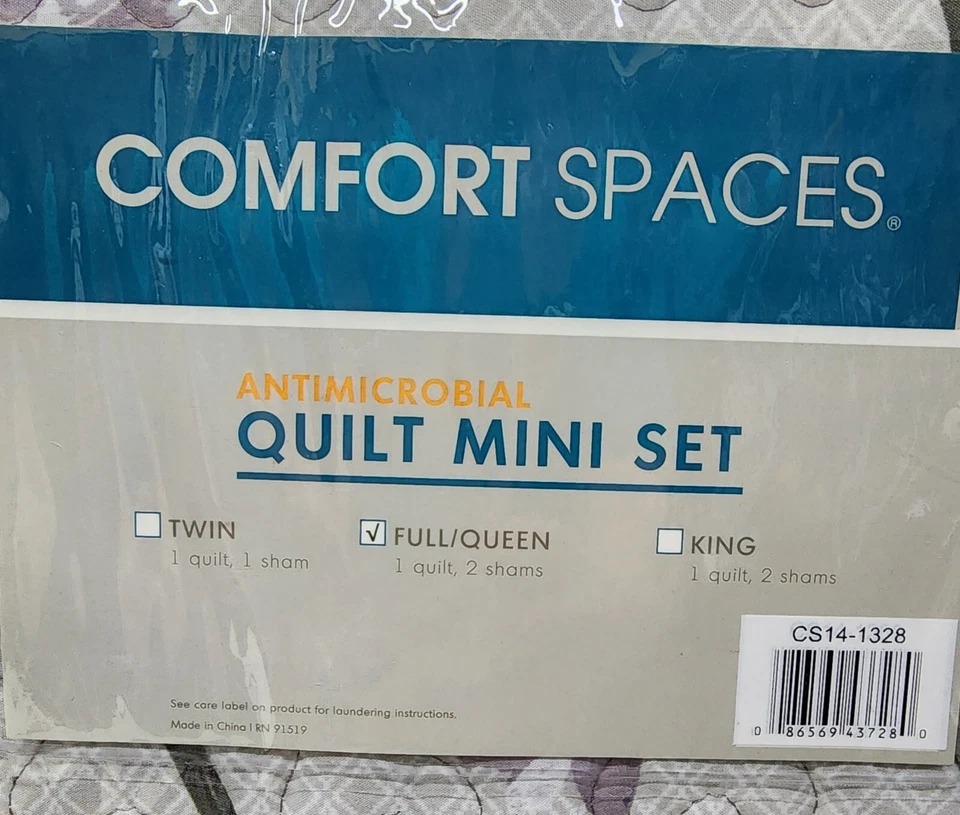 COMFORT SPACES®
ANTIMICROBIAL
QUILT MINI SET
TWIN
1 quilt, 1 sham
√ FULL/QUEEN
1 quilt, 2 shams
KING
1 quilt, 2 shams
CS14-1328
0 86569 43728 0
See care label on product for laundering instructions.
Made in China | RN 91519